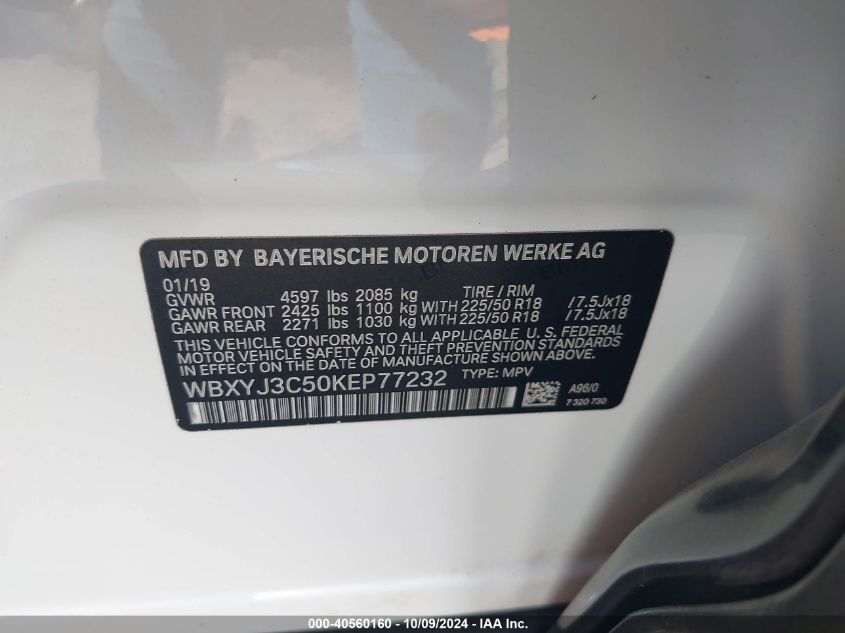 MFD BY BAYERISCHE MOTOREN WERKE AG
01/19 TIRE / RIM
GVWR 4597 lbs 2085 kg
GAWR FRONT 2425 lbs 1100 kg WITH 225/50 R18 /7.5Jx18
GAWR REAR 2271 lbs 1030 kg WITH 225/50 R18 /7.5Jx18
THIS VEHICLE CONFORMS TO ALL APPLICABLE U. S. FEDERAL
MOTOR VEHICLE SAFETY AND THEFT PREVENTION STANDARDS
IN EFFECT ON THE DATE OF MANUFACTURE SHOWN ABOVE.
WBXYJ3C50KEP77232 TYPE: MPV
A96/0
7 320 730
000-40560160 - 10/09/2024 - IAA Inc.